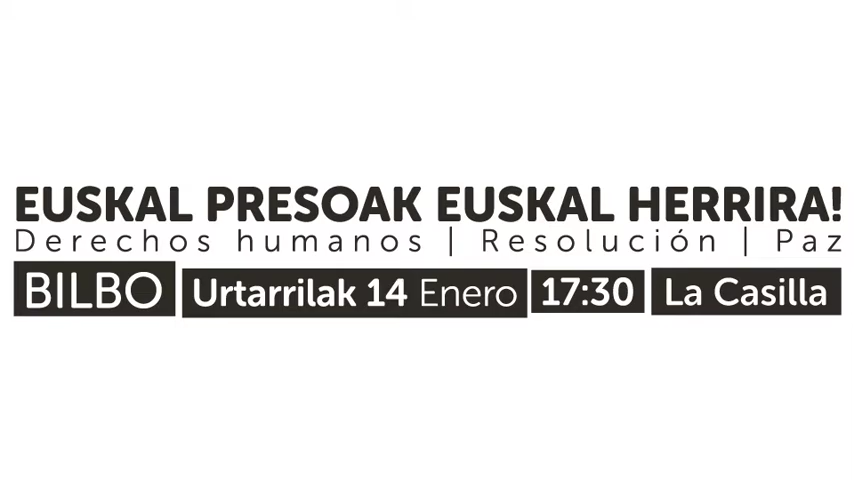 EUSKAL PRESOAK EUSKAL HERRIRA!
Derechos humanos | Resolución | Paz
BILBO Urtarrilak 14 Enero 17:30 La Casilla